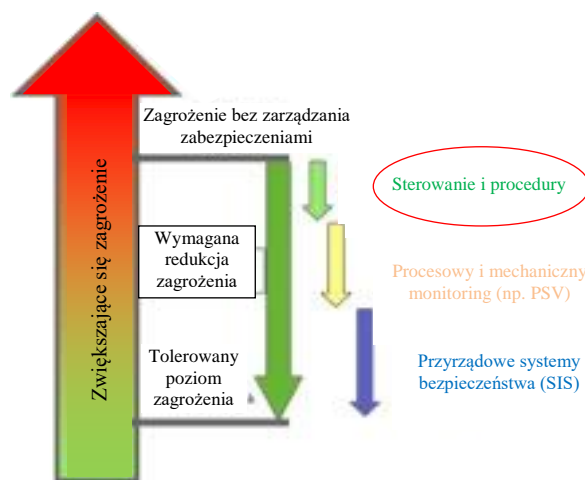 Zagrożenie bez zarządzania
zabezpieczeniami
Zwiększające się zagrożenie
Sterowanie i procedury
Wymagana
redukcja
zagrożenia
Procesowy i mechaniczny
monitoring (np. PSV)
Tolerowany
poziom
zagrożenia
Przyrządowe systemy
bezpieczeństwa (SIS)